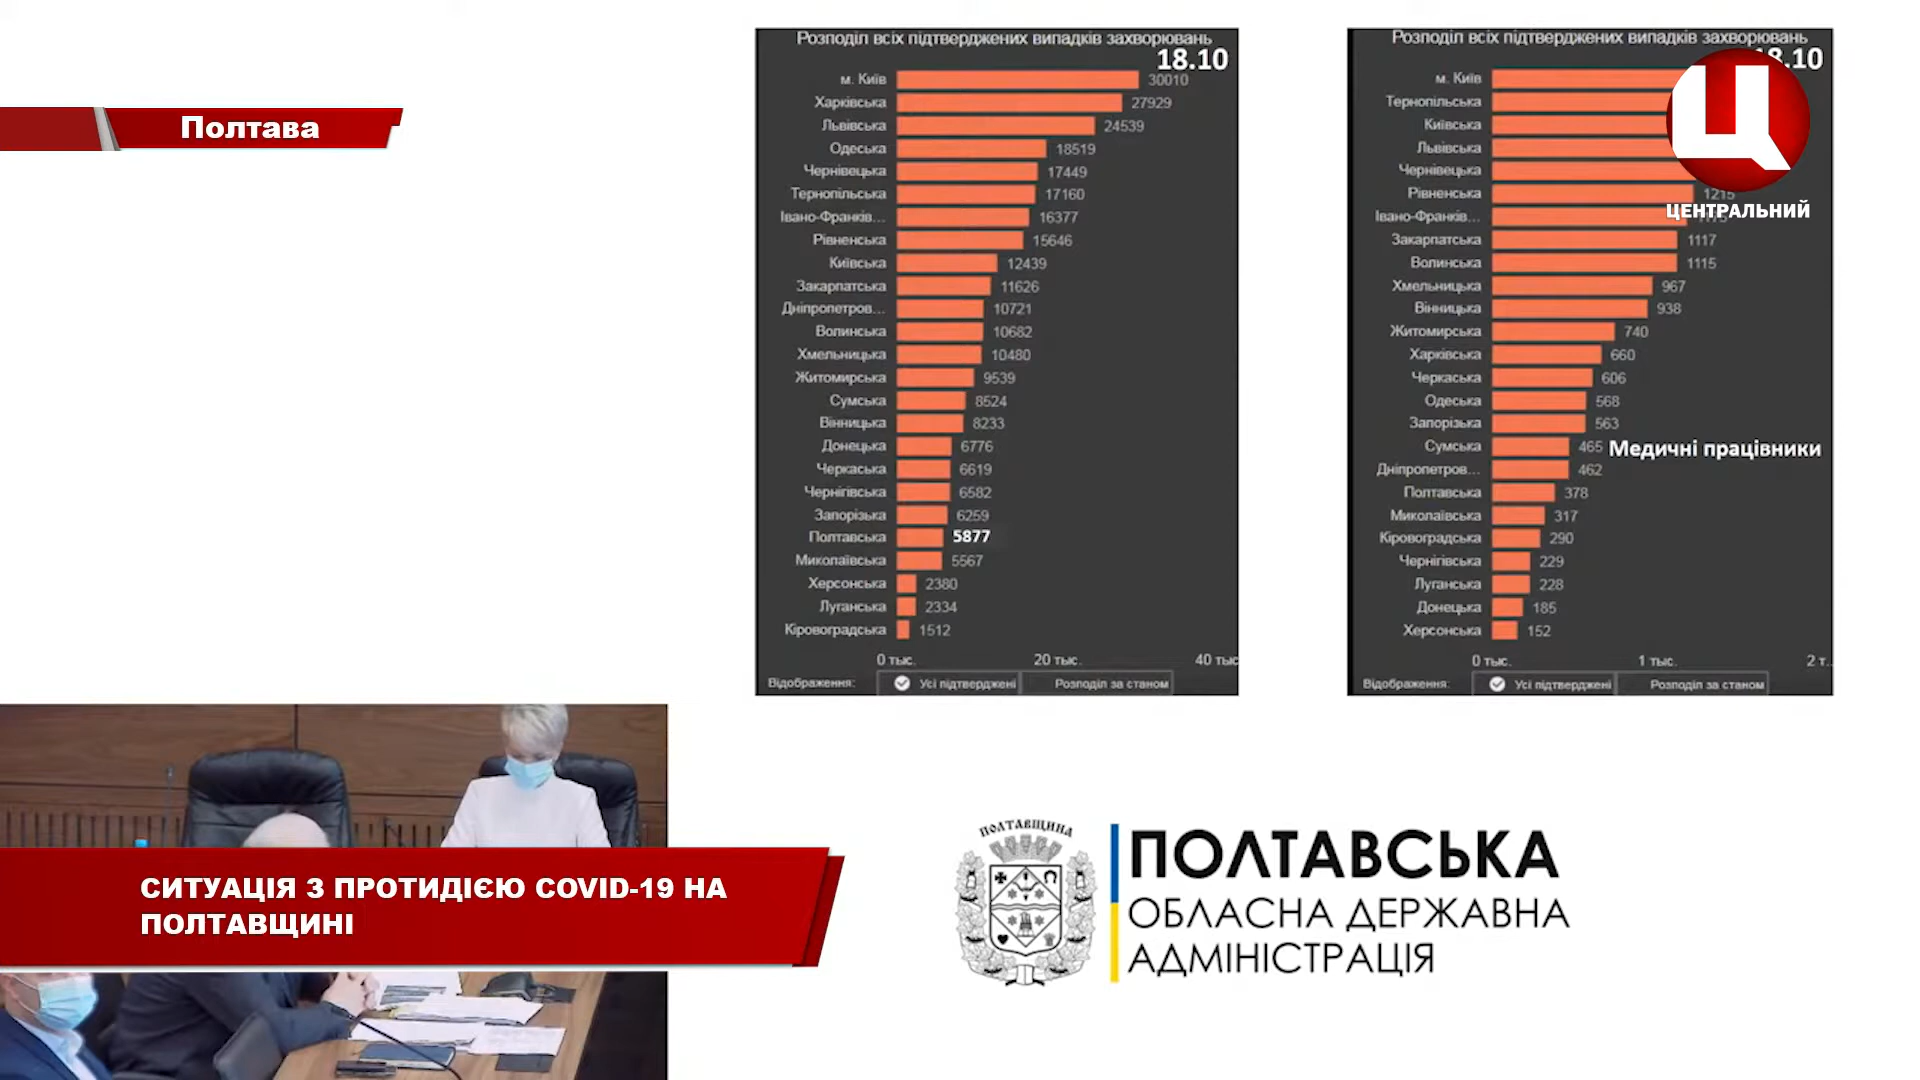 Полтава
Розподіл всіх підтверджених випадків захворювань
18.10
м. Київ 30010
Харківська 27929
Львівська 24539
Одеська 18519
Чернівецька 17449
Тернопільська 17160
Івано-Франків... 16377
Рівненська 15646
Київська 12439
Закарпатська 11626
Дніпропетров... 10721
Волинська 10682
Хмельницька 10480
Житомирська 9539
Сумська 8524
Вінницька 8233
Донецька 6776
Черкаська 6619
Чернігівська 6582
Запорізька 6259
Полтавська 5877
Миколаївська 5567
Херсонська 2380
Луганська 2334
Кіровоградська 1512
0 тыс. 20 тыс. 40 тыс
Відображення: Усі підтверджені Розподіл за станом
Розподіл всіх підтверджених випадків захворювань
18.10
м. Київ
Тернопільська
Київська
Львівська
Чернівецька
Рівненська 1215
Івано-Франків...
Закарпатська 1117
Волинська 1115
Хмельницька 967
Вінницька 938
Житомирська 740
Харківська 660
Черкаська 606
Одеська 568
Запорізька 563
Сумська 465
Медичні працівники
Дніпропетров... 462
Полтавська 378
Миколаївська 317
Кіровоградська 290
Чернігівська 229
Луганська 228
Донецька 185
Херсонська 152
0 тыс. 1 тыс. 2 т...
Відображення: Усі підтверджені Розподіл за станом
Ц
ЦЕНТРАЛЬНИЙ
СИТУАЦІЯ З ПРОТИДІЄЮ COVID-19 НА
ПОЛТАВЩИНІ
ПОЛТАВЩИНА
ПОЛТАВСЬКА
ОБЛАСНА ДЕРЖАВНА
АДМІНІСТРАЦІЯ